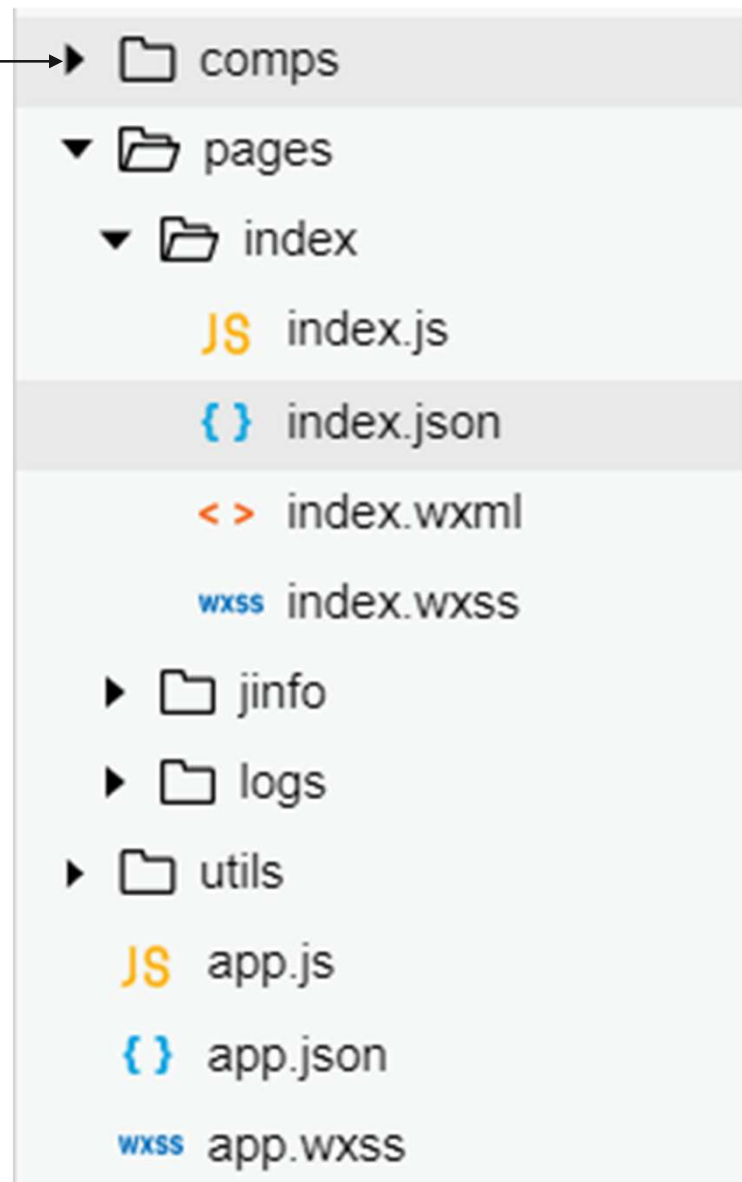 comps
pages
index
JS index.js
{ } index.json
< > index.wxml
wxss index.wxss
jinfo
logs
utils
JS app.js
{ } app.json
wxss app.wxss